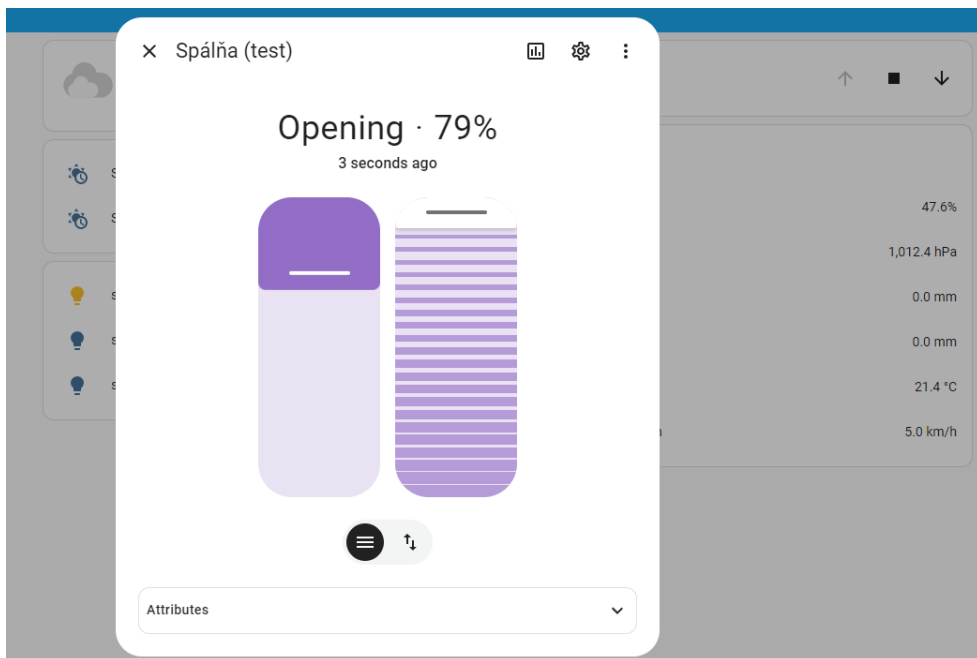 Spálňa (test)
Opening · 79%
3 seconds ago
47.6%
1,012.4 hPa
0.0 mm
0.0 mm
21.4 °C
5.0 km/h
Attributes